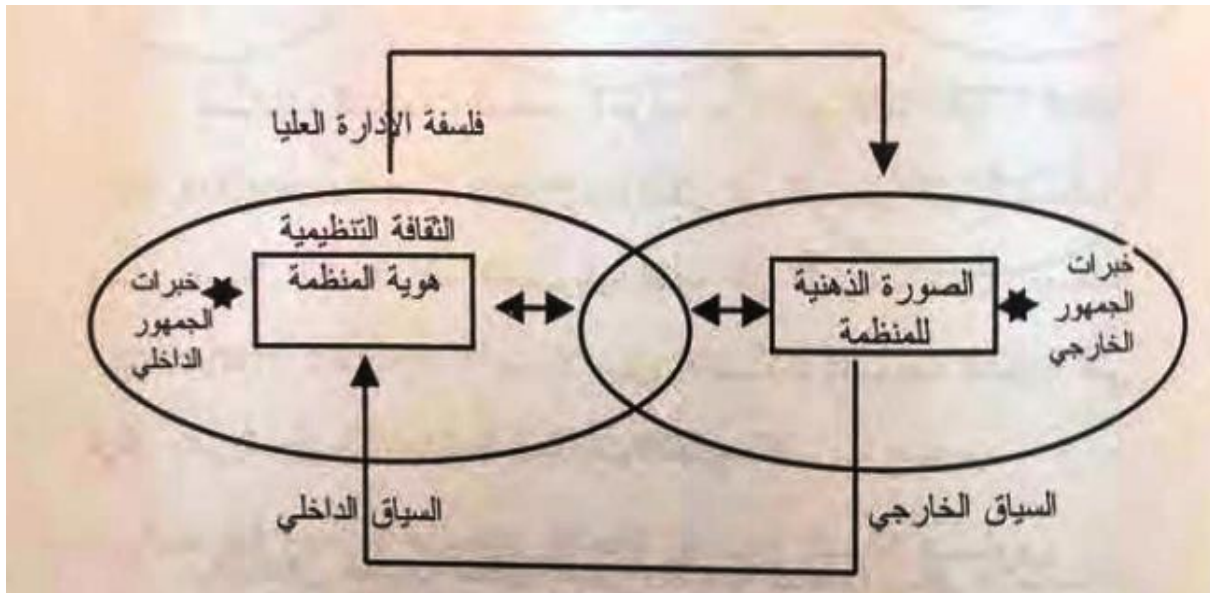 فلسفة الإدارة العليا
الثقافة التنظيمية
هوية المنظمة
خبرات
الجمهور
الداخلي
الصورة الذهنية
للمنظمة
خبرات
الجمهور
الخارجي
السياق الخارجي
السياق الداخلي